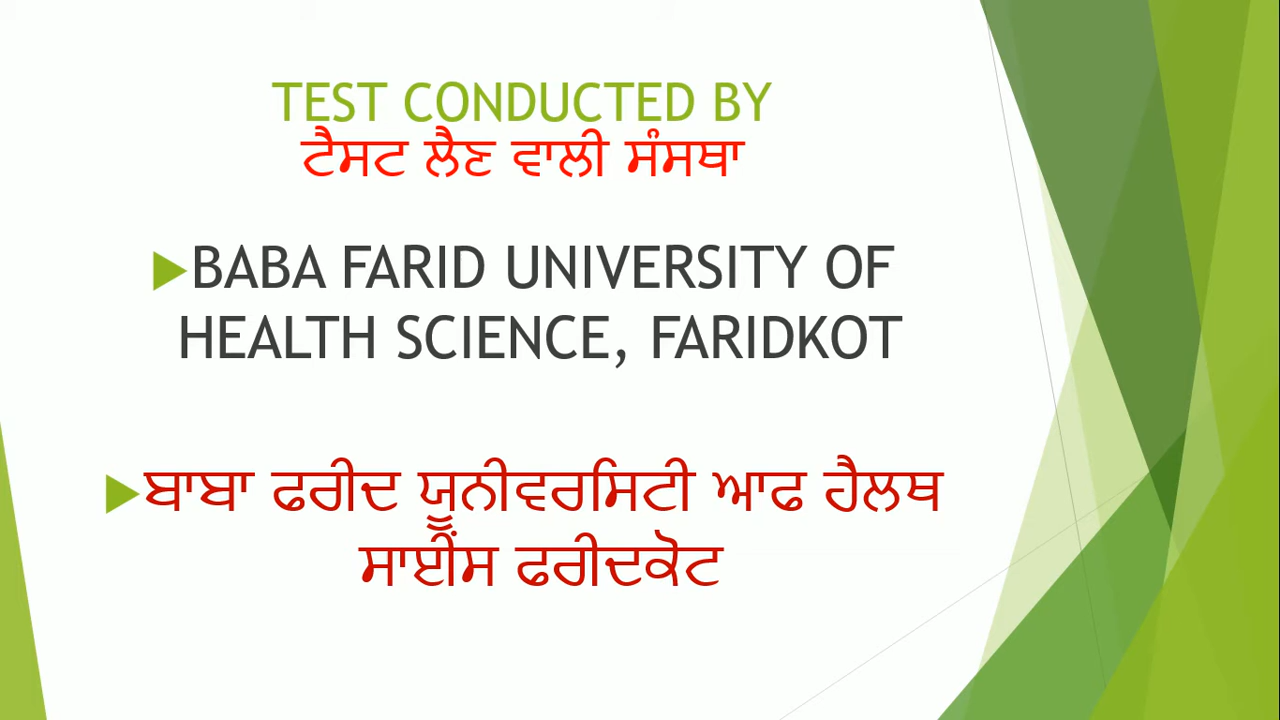 TEST CONDUCTED BY
ਟੈਸਟ ਲੈਣ ਵਾਲੀ ਸੰਸਥਾ
BABA FARID UNIVERSITY OF
HEALTH SCIENCE, FARIDKOT
ਬਾਬਾ ਫਰੀਦ ਯੂਨੀਵਰਸਿਟੀ ਆਫ ਹੈਲਥ
ਸਾਈਂਸ ਫਰੀਦਕੋਟ